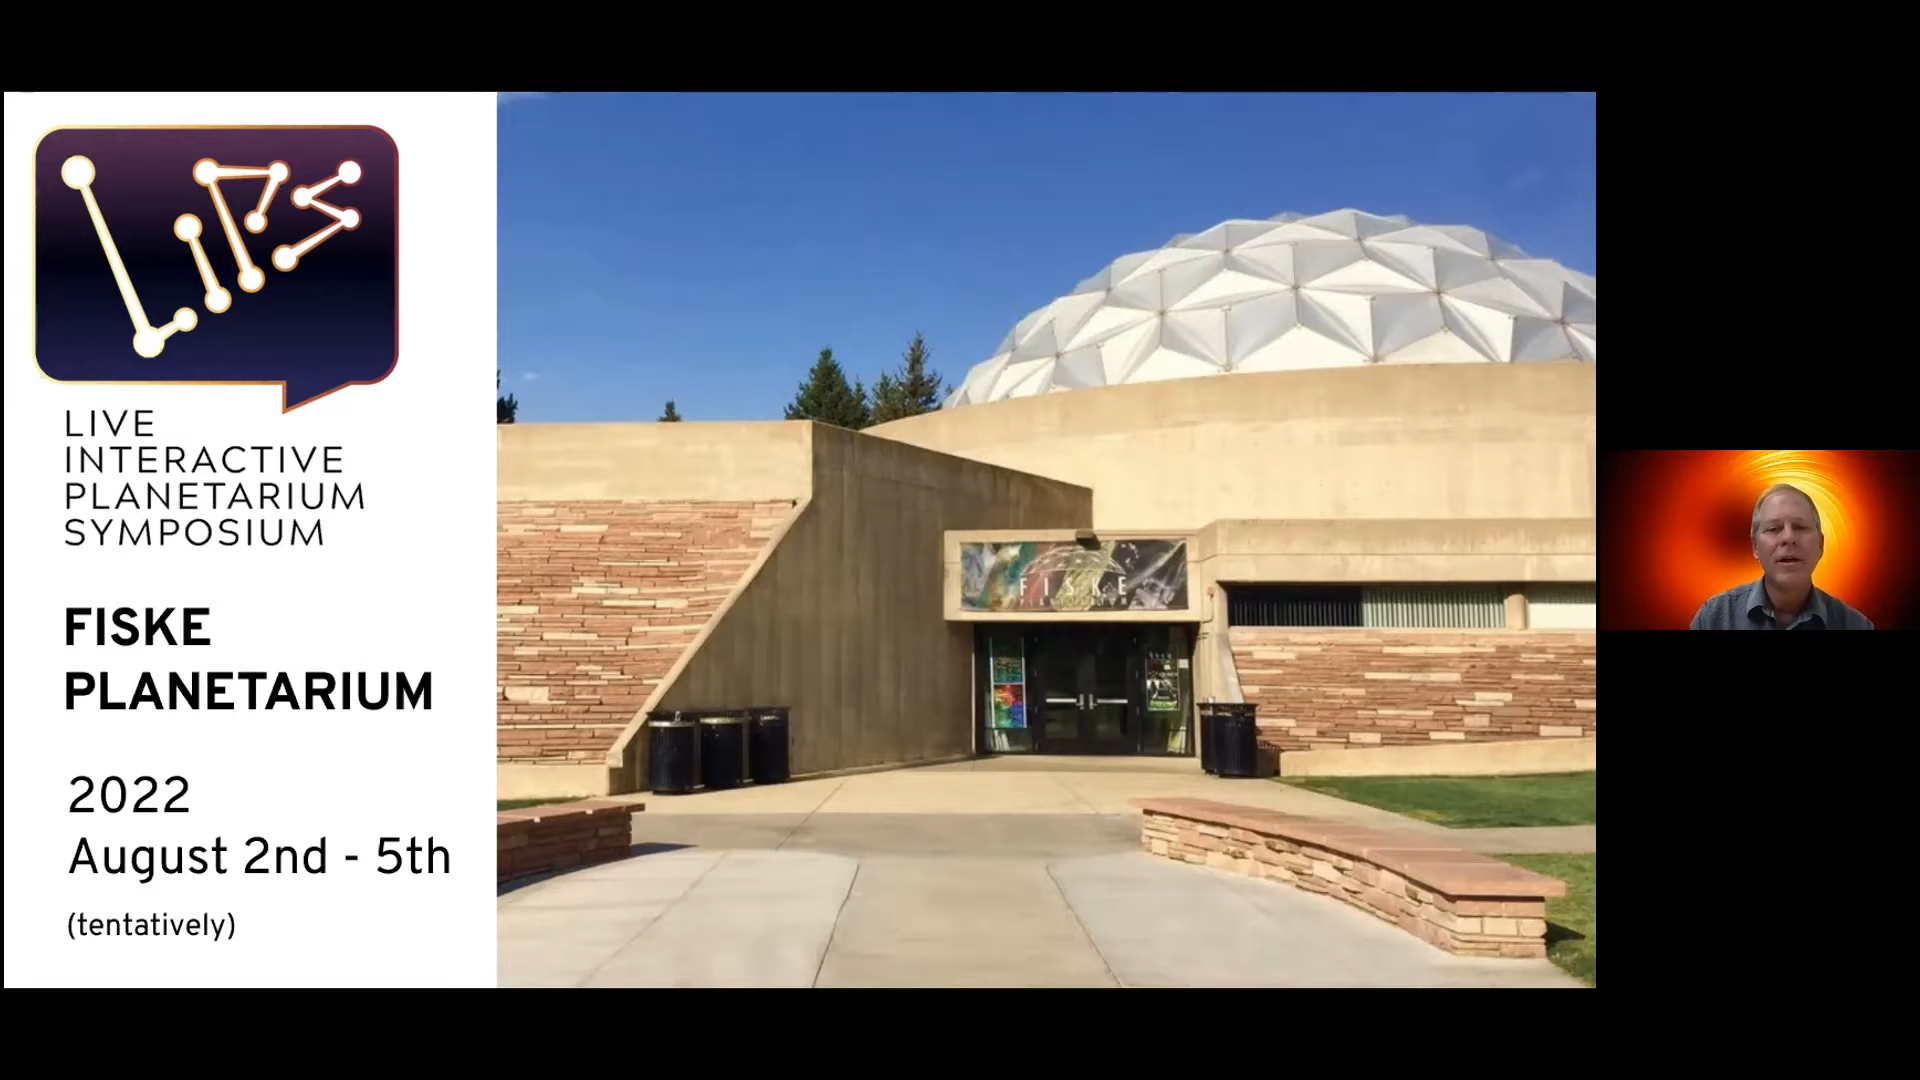 LiPS
LIVE
INTERACTIVE
PLANETARIUM
SYMPOSIUM
FISKE
PLANETARIUM
2022
August 2nd - 5th
(tentatively)
FISKE